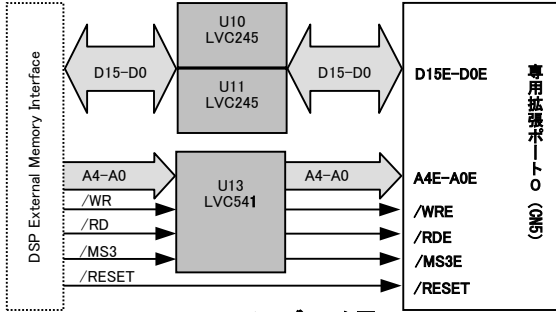 DSP External Memory Interface
U10
LVC245
U11
LVC245
D15-D0
D15-D0
D15E-D0E
U13
LVC541
A4-A0
A4-A0
A4E-A0E
/WR
/WRE
/RD
/RDE
/MS3
/MS3E
/RESET
/RESET
専用拡張ポート0 (CN5)